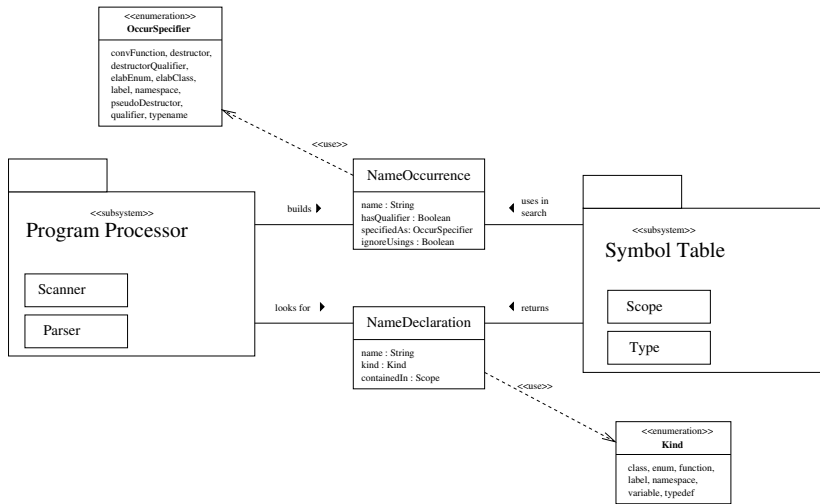 <<enumeration>>
OccurSpecifier
convFunction, destructor,
destructorQualifier,
elabEnum, elabClass,
label, namespace,
pseudoDestructor,
qualifier, typename
<<use>>
<<subsystem>>
Program Processor
Scanner
Parser
builds
looks for
NameOccurrence
name : String
hasQualifier : Boolean
specifiedAs: OccurSpecifier
ignoreUsings : Boolean
NameDeclaration
name : String
kind : Kind
containedIn : Scope
uses in
search
returns
<<subsystem>>
Symbol Table
Scope
Type
<<use>>
<<enumeration>>
Kind
class, enum, function,
label, namespace,
variable, typedef